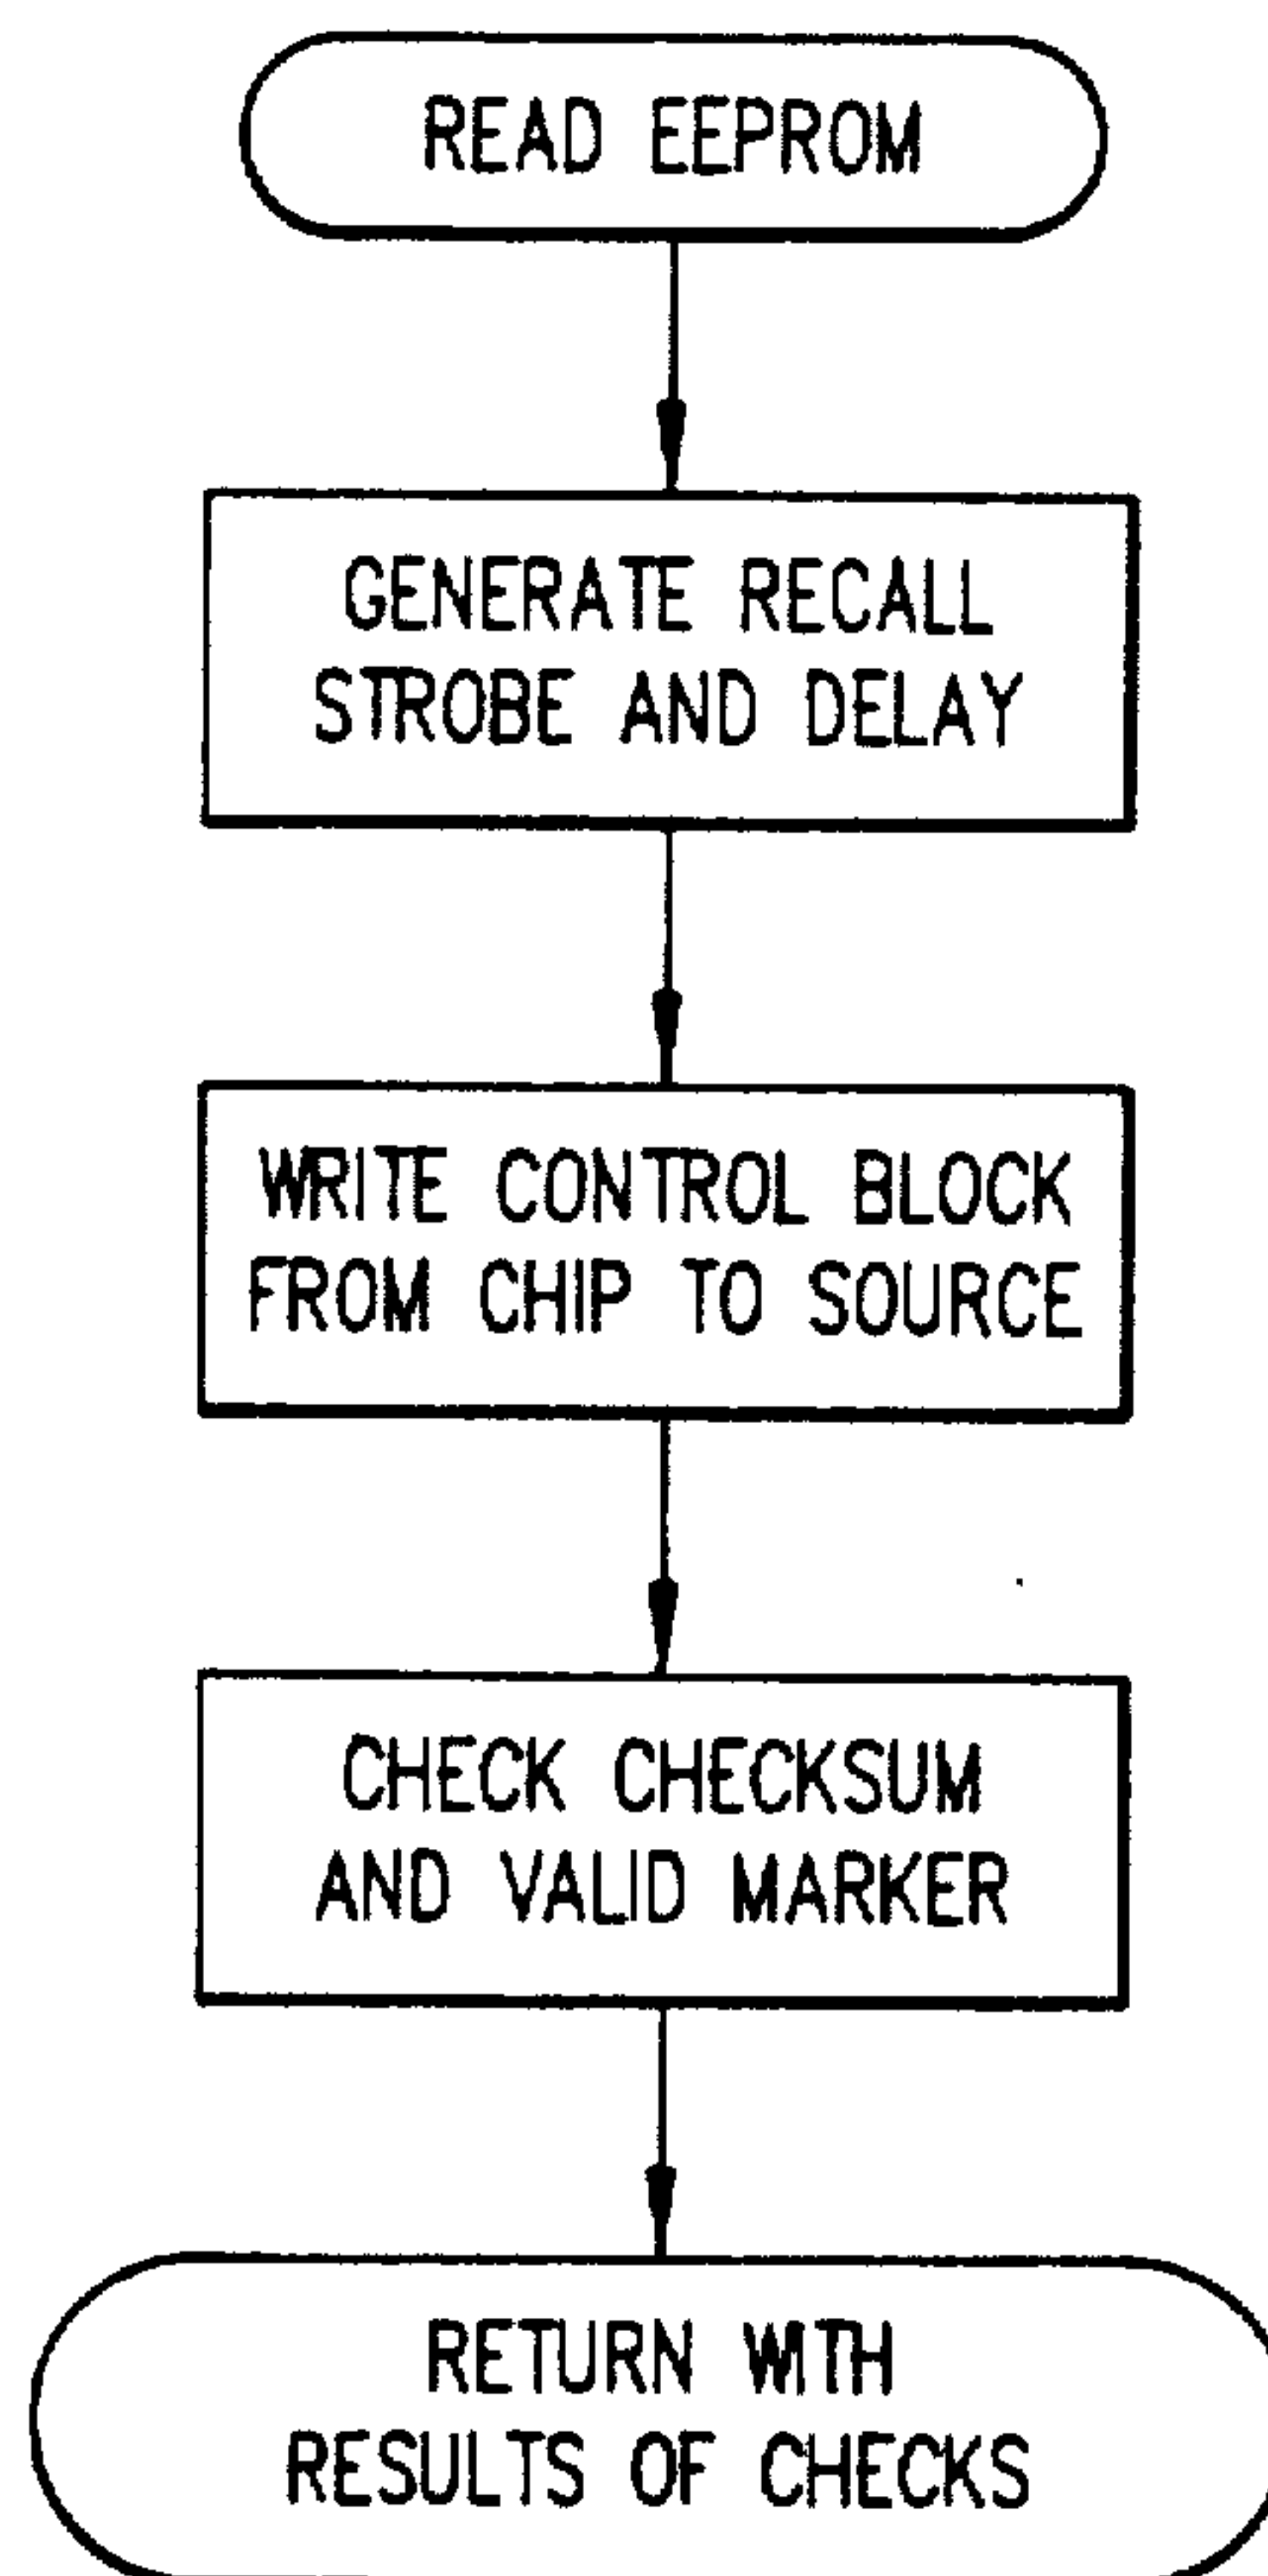 READ EEPROM
GENERATE RECALL
STROBE AND DELAY
WRITE CONTROL BLOCK
FROM CHIP TO SOURCE
CHECK CHECKSUM
AND VALID MARKER
RETURN WITH
RESULTS OF CHECKS